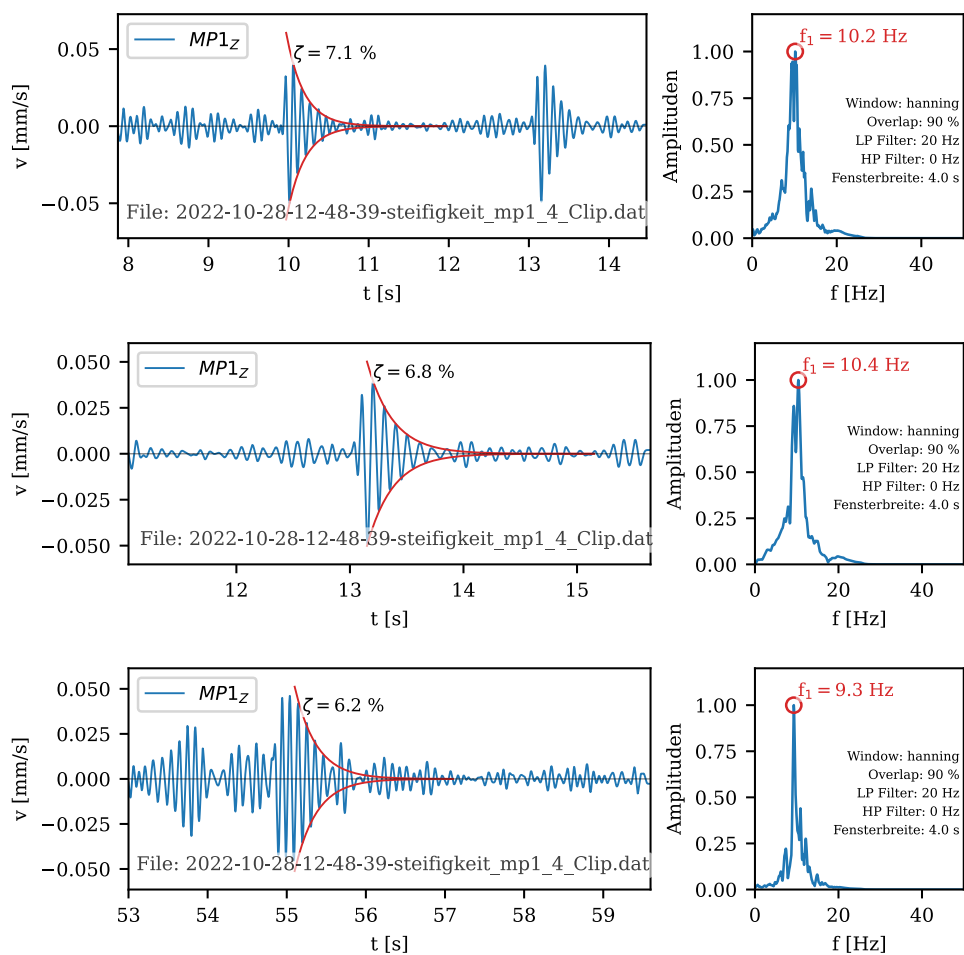 MP1Z
ζ = 7.1 %
v [mm/s]
0.05
0.00
−0.05
File: 2022-10-28-12-48-39-steifigkeit_mp1_4_Clip.dat
8 9 10 11 12 13 14
t [s]
f1 = 10.2 Hz
Amplituden
1.00
0.75
0.50
0.25
0.00
Window: hanning
Overlap: 90 %
LP Filter: 20 Hz
HP Filter: 0 Hz
Fensterbreite: 4.0 s
0 20 40
f [Hz]
MP1Z
ζ = 6.8 %
v [mm/s]
0.050
0.025
0.000
−0.025
−0.050
File: 2022-10-28-12-48-39-steifigkeit_mp1_4_Clip.dat
12 13 14 15
t [s]
f1 = 10.4 Hz
Amplituden
1.00
0.75
0.50
0.25
0.00
Window: hanning
Overlap: 90 %
LP Filter: 20 Hz
HP Filter: 0 Hz
Fensterbreite: 4.0 s
0 20 40
f [Hz]
MP1Z
ζ = 6.2 %
v [mm/s]
0.050
0.025
0.000
−0.025
−0.050
File: 2022-10-28-12-48-39-steifigkeit_mp1_4_Clip.dat
53 54 55 56 57 58 59
t [s]
f1 = 9.3 Hz
Amplituden
1.00
0.75
0.50
0.25
0.00
Window: hanning
Overlap: 90 %
LP Filter: 20 Hz
HP Filter: 0 Hz
Fensterbreite: 4.0 s
0 20 40
f [Hz]